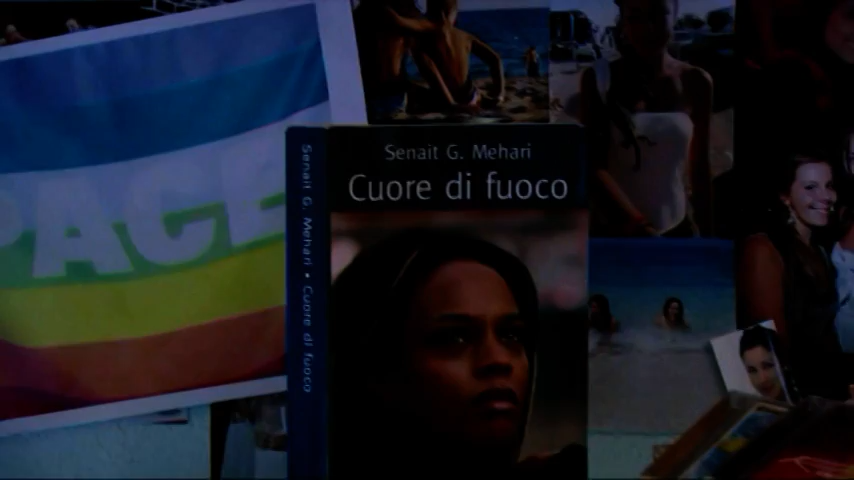 PACE
Senait G. Mehari
Cuore di fuoco
Senait G. Mehari • Cuore di fuoco